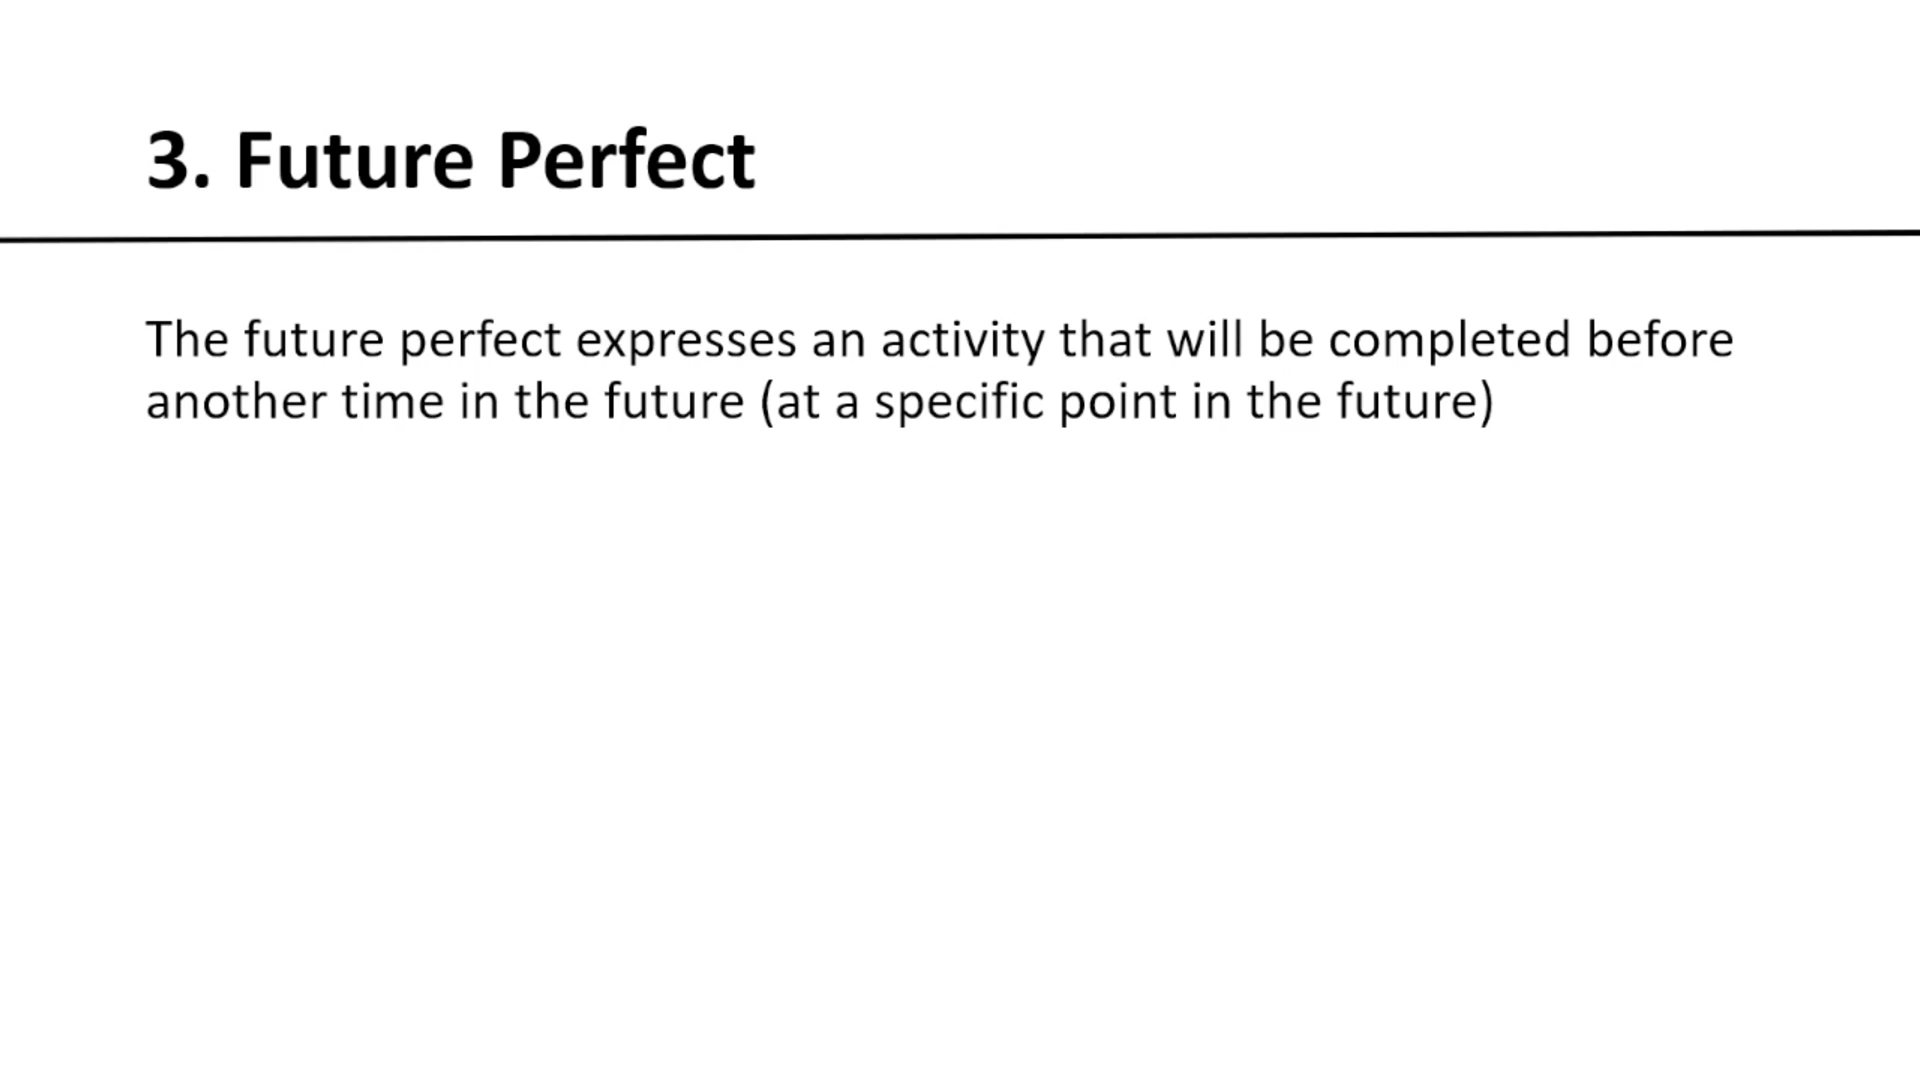 3. Future Perfect
The future perfect expresses an activity that will be completed before
another time in the future (at a specific point in the future)